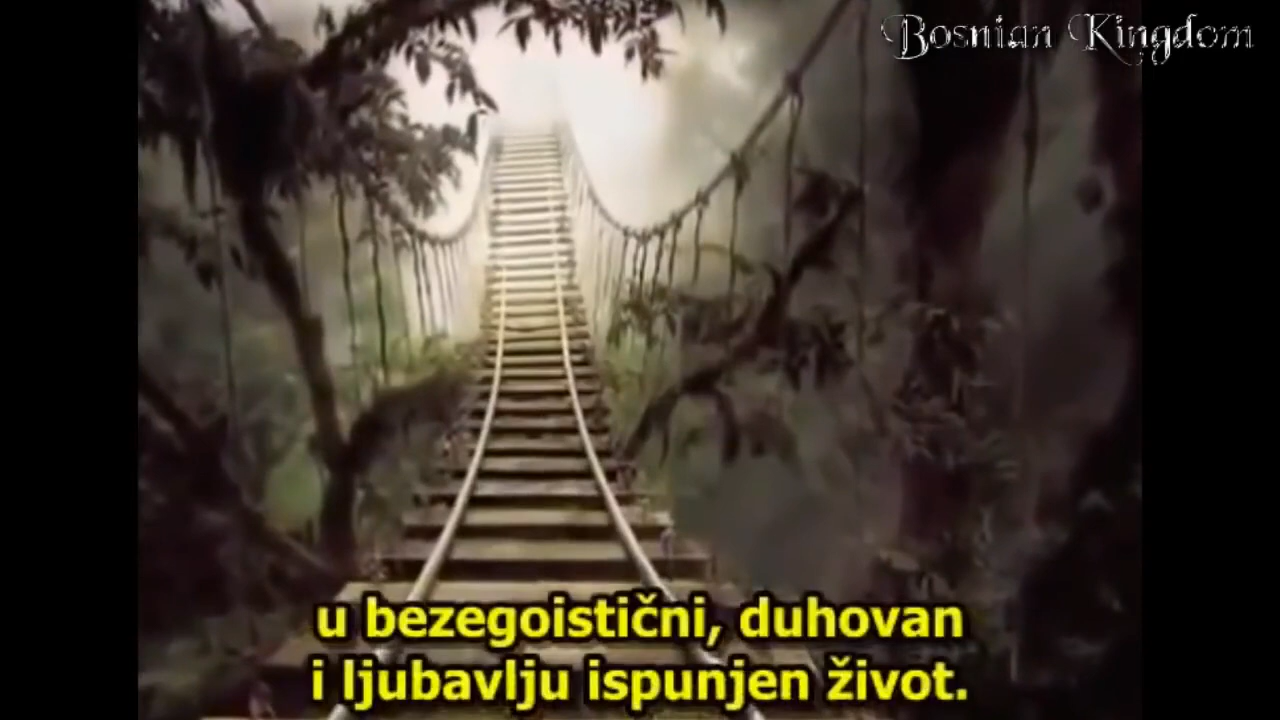 Bosnian Kingdom
u bezegoistični, duhovan
i ljubavlju ispunjen život.